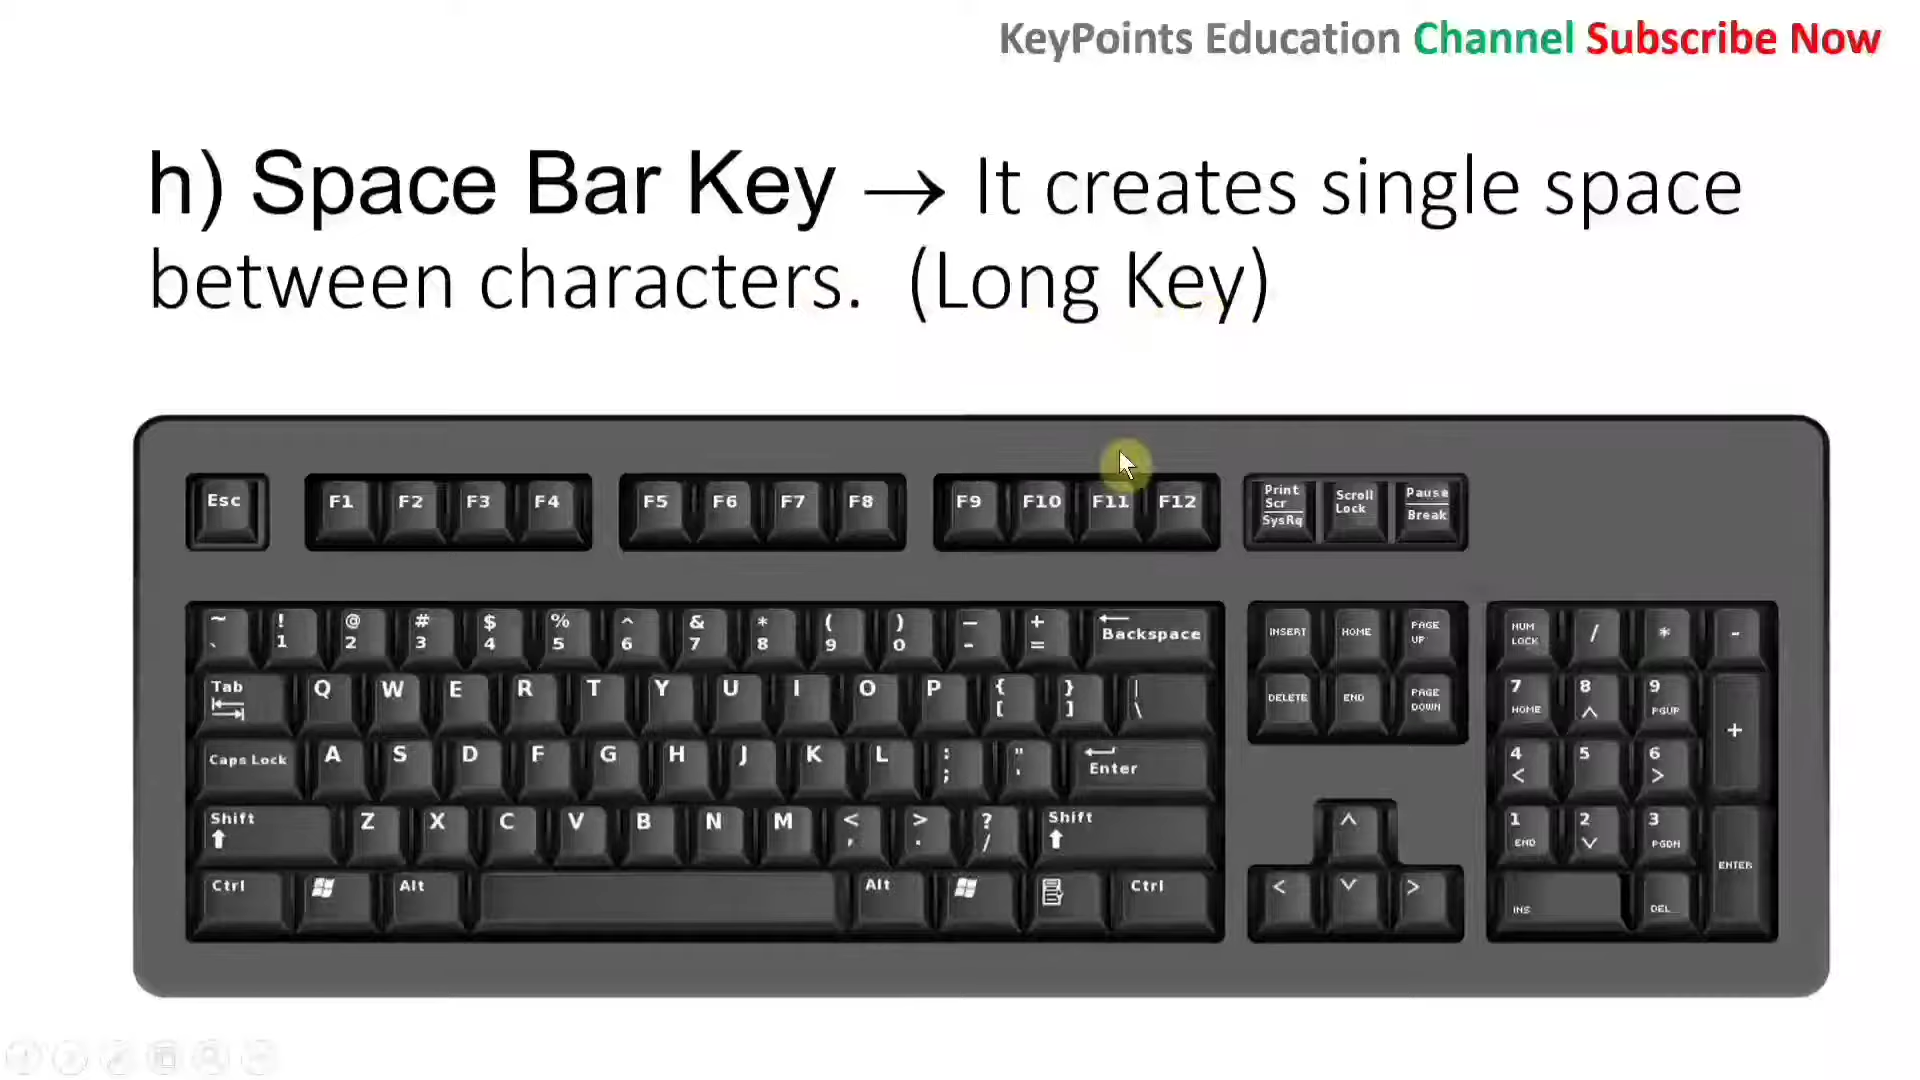 KeyPoints Education Channel Subscribe Now
h) Space Bar Key → It creates single space
between characters. (Long Key)
Esc F1 F2 F3 F4 F5 F6 F7 F8 F9 F10 F11 F12 Print Scr SysRq Scroll Lock Pause Break
~ ` ! 1 @ 2 # 3 $ 4 % 5 ^ 6 & 7 * 8 ( 9 ) 0 _ - + = Backspace INSERT HOME PAGE UP NUM LOCK / * -
Tab Q W E R T Y U I O P { [ } ] | \ DELETE END PAGE DOWN 7 HOME 8 ^ 9 PGUP +
Caps Lock A S D F G H J K L : ; " ' Enter 4 < 5 6 >
Shift Z X C V B N M < , > . ? / Shift ^ 1 END 2 v 3 PGDN ENTER
Ctrl Alt Alt Ctrl < v > INS DEL